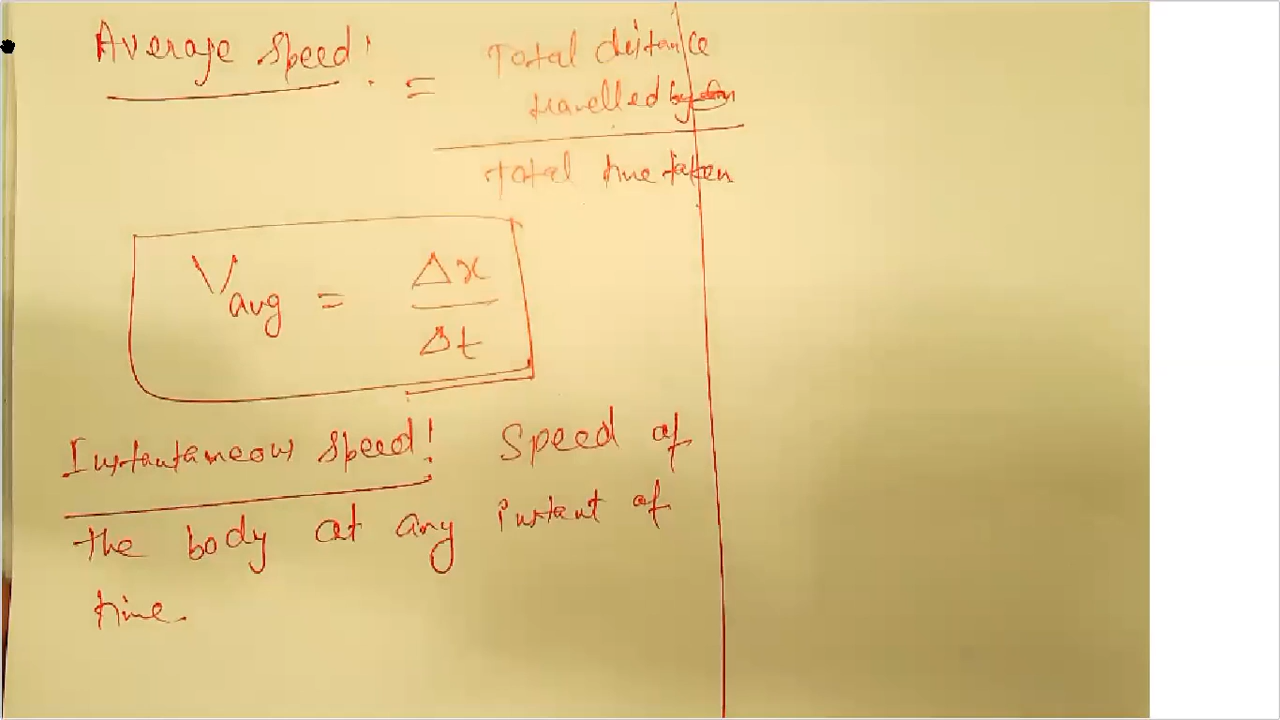 Average speed: = Total distance
travelled
Total time taken
Vavg = Δx
Δt
Instantaneous speed: Speed of
the body at any instant of
time.